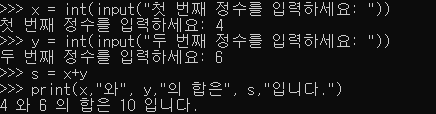 >>> x = int(input("첫 번째 정수를 입력하세요: "))
첫 번째 정수를 입력하세요: 4
>>> y = int(input("두 번째 정수를 입력하세요: "))
두 번째 정수를 입력하세요: 6
>>> s = x+y
>>> print(x,"와", y,"의 합은", s,"입니다.")
4 와 6 의 합은 10 입니다.